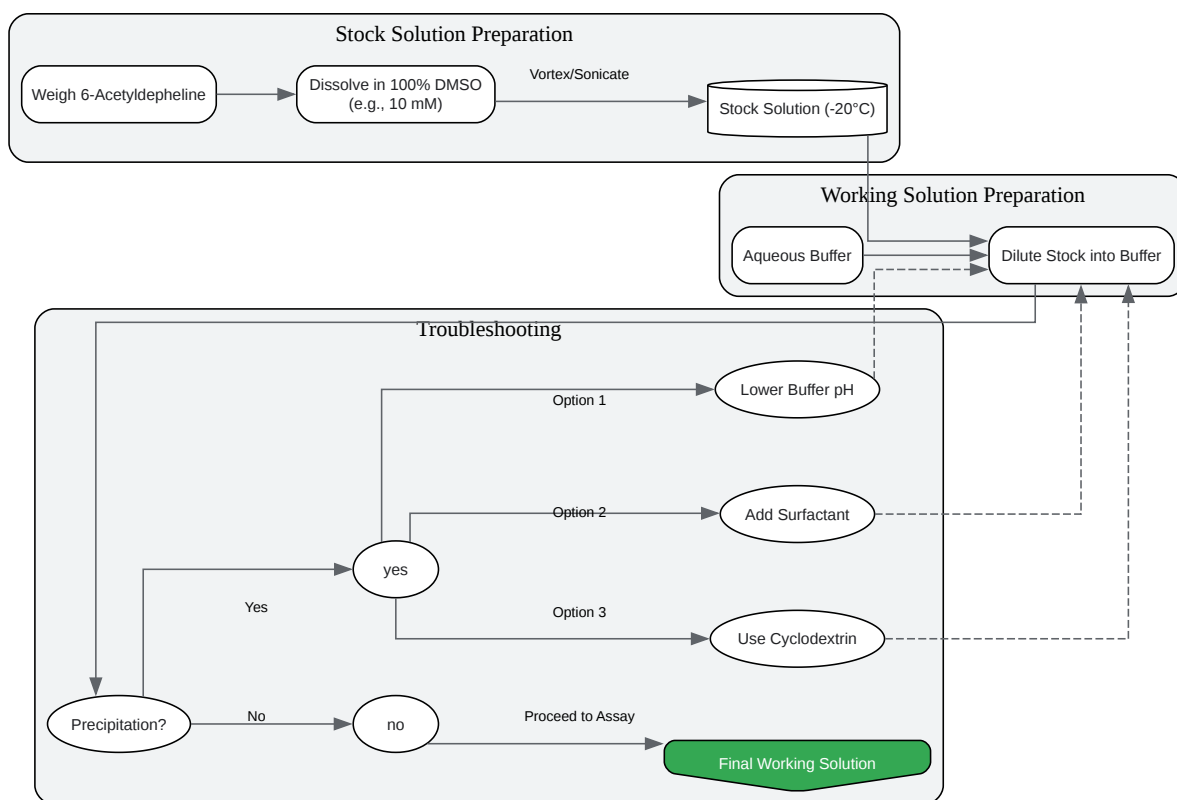 Stock Solution Preparation
Weigh 6-Acetyldepheline
Dissolve in 100% DMSO
(e.g., 10 mM)
Vortex/Sonicate
Stock Solution (-20°C)
Working Solution Preparation
Aqueous Buffer
Dilute Stock into Buffer
Troubleshooting
Lower Buffer pH
Option 1
Option 2
Add Surfactant
yes
Yes
Option 3
Use Cyclodextrin
Precipitation?
No
no
Proceed to Assay
Final Working Solution